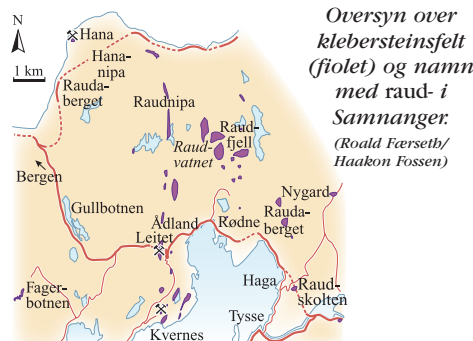 N
1 km
Hana
Hana-
nipa
Rauda-
berget
Raudnipa
Raud-
fjell
Raud-
vatnet
Bergen
Gullbotnen
Ådland
Leitet
Rødne
Nygard
Rauda-
berget
Fager-
botnen
Haga
Raud-
skolten
Tysse
Kvernes
Oversyn over
klebersteinsfelt
(fiolet) og namn
med raud- i
Samnanger.
(Roald Færseth/
Haakon Fossen)